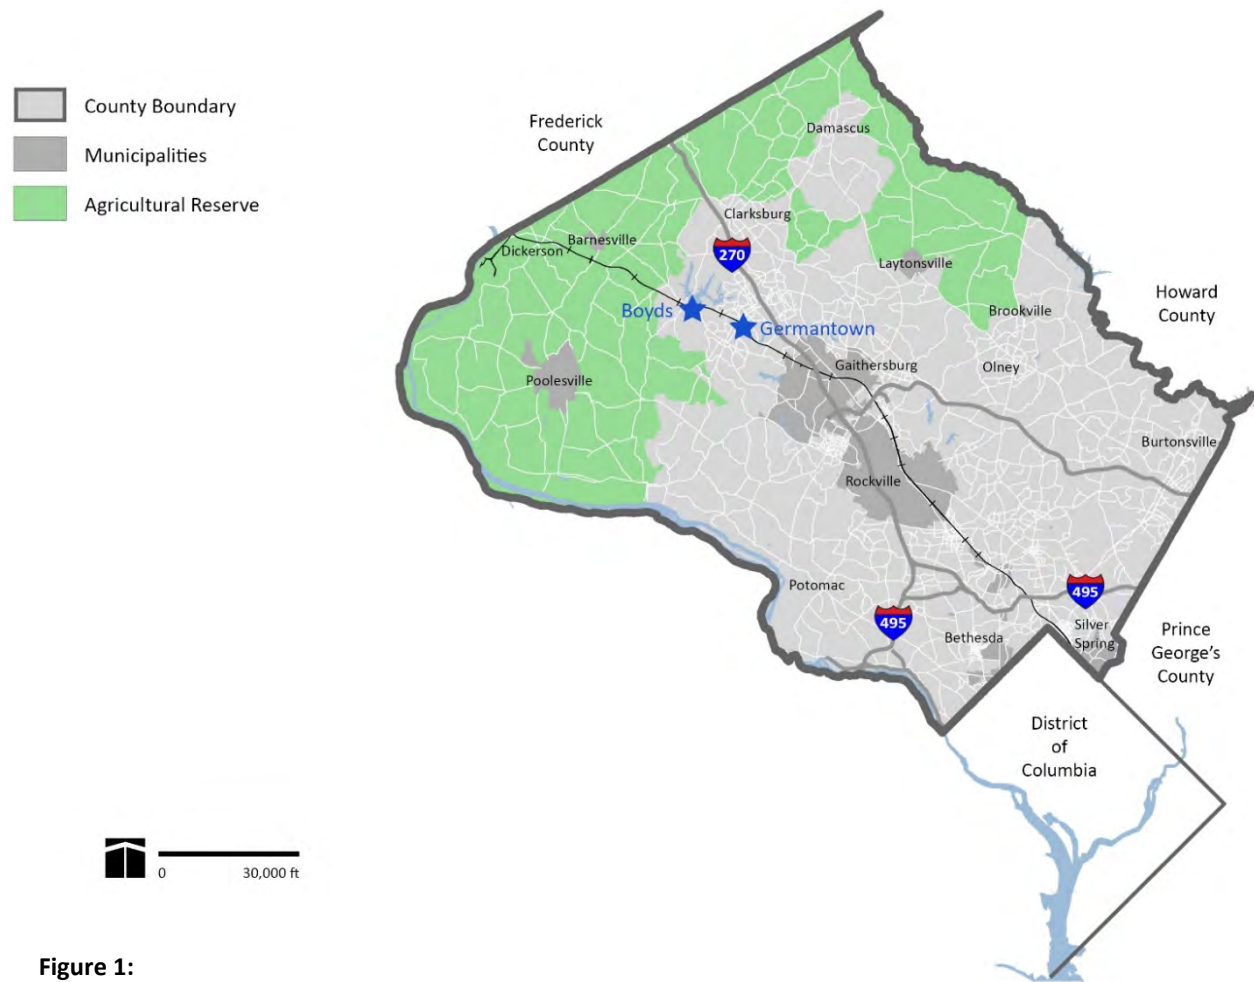 County Boundary
Municipalities
Agricultural Reserve
Frederick
County
Damascus
Clarksburg
Barnesville
Dickerson
270
Laytonsville
Howard
County
Brookville
Boyds
Germantown
Gaithersburg
Olney
Poolesville
Burtonsville
Rockville
Potomac
495
495
Silver
Spring
Bethesda
Prince
George's
County
District
of
Columbia
0
30,000 ft
Figure 1: